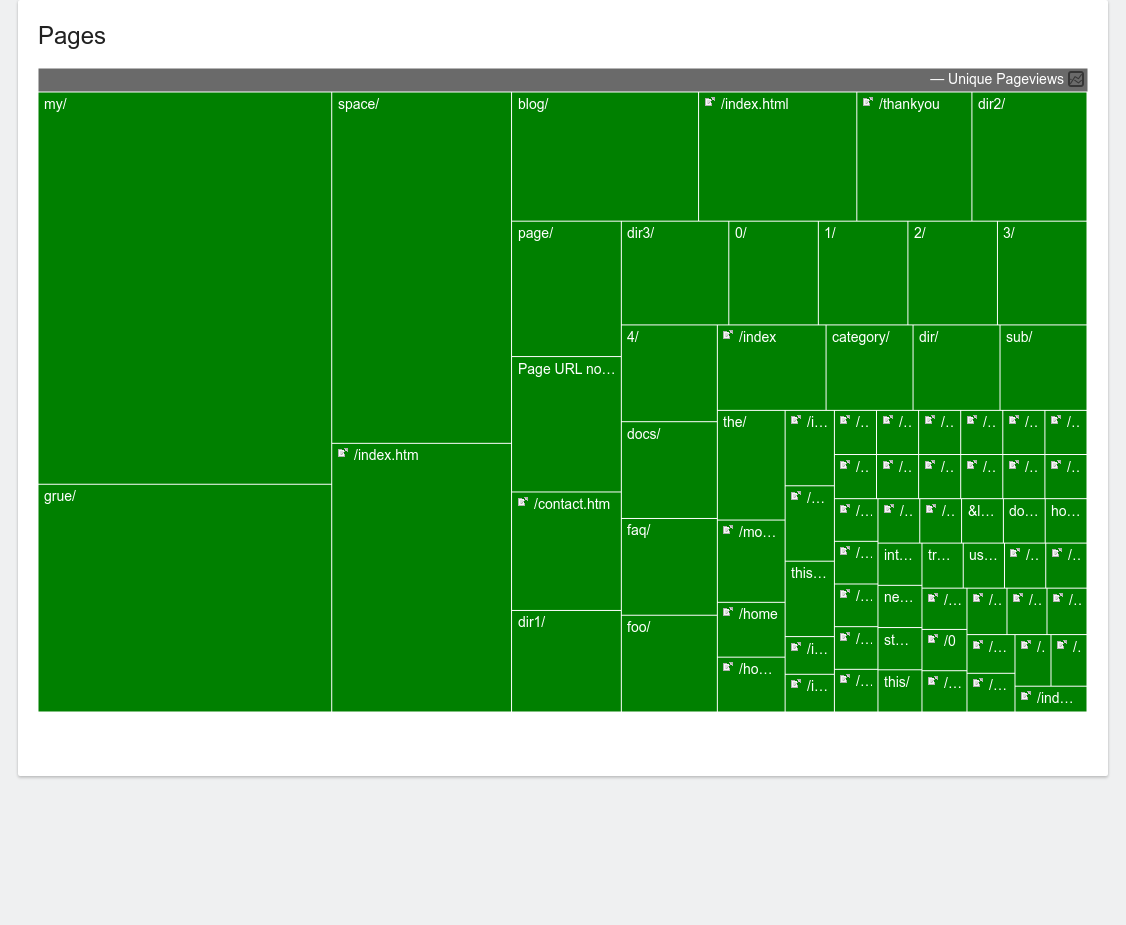 Pages
— Unique Pageviews
my/
space/
blog/
/index.html
/thankyou
dir2/
page/
dir3/
0/
1/
2/
3/
4/
/index
category/
dir/
sub/
Page URL no…
the/
/i…
/..
/..
/..
/..
/..
/..
docs/
/index.htm
/..
/..
/..
/..
/..
/..
grue/
/…
/contact.htm
/…
/..
/..
&l…
do…
ho…
faq/
/mo…
/…
int…
tr…
us…
/..
/..
this…
/…
ne…
/…
/..
/..
/..
/home
dir1/
foo/
/…
st…
/0
/…
/.
/.
/i…
/ho…
/i…
/…
this/
/…
/…
/ind…